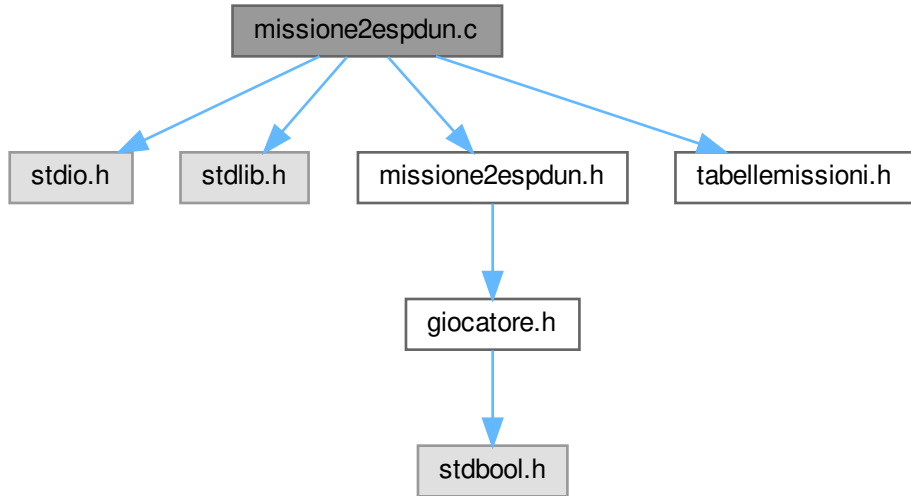 missione2espdun.c
stdio.h
stdlib.h
missione2espdun.h
tabellemissioni.h
giocatore.h
stdbool.h